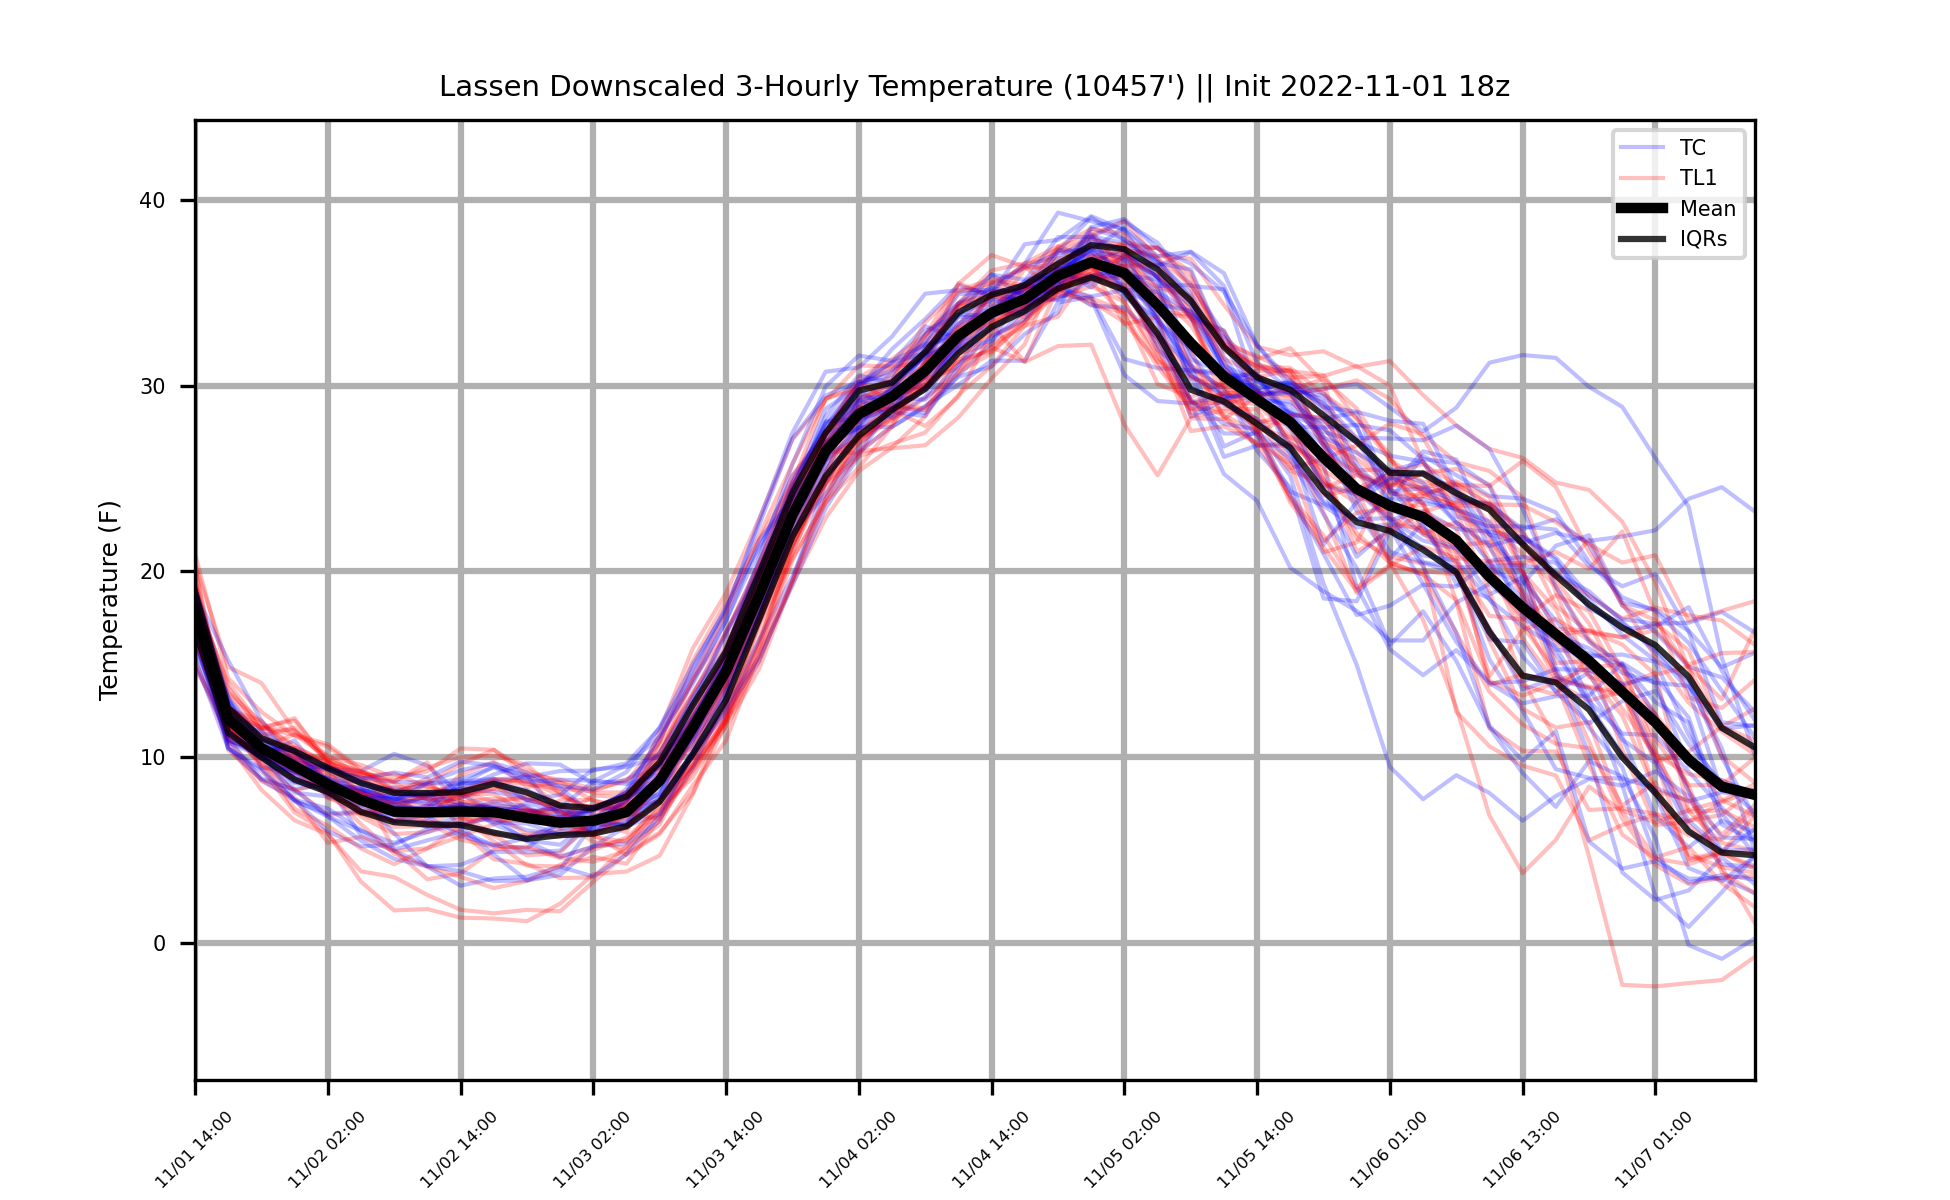 Lassen Downscaled 3-Hourly Temperature (10457') || Init 2022-11-01 18z
TC
TL1
Mean
IQRs
Temperature (F)
40
30
20
10
0
11/01 14:00
11/02 02:00
11/02 14:00
11/03 02:00
11/03 14:00
11/04 02:00
11/04 14:00
11/05 02:00
11/05 14:00
11/06 01:00
11/06 13:00
11/07 01:00